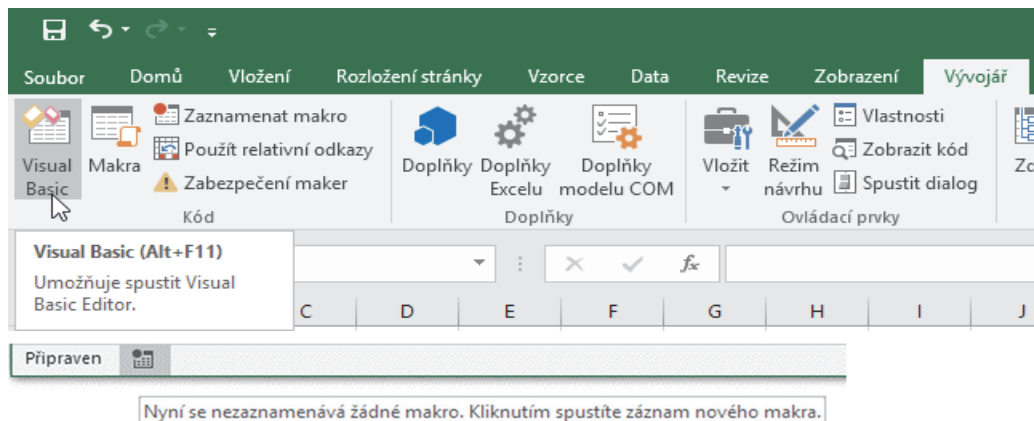 Soubor Domů Vložení Rozložení stránky Vzorce Data Revize Zobrazení Vývojář
Visual Basic
Makra
Zaznamenat makro
Použít relativní odkazy
Zabezpečení maker
Kód
Doplňky
Doplňky Excelu
Doplňky modelu COM
Doplňky
Vložit
Režim návrhu
Vlastnosti
Zobrazit kód
Spustit dialog
Ovládací prvky
Visual Basic (Alt+F11)
Umožňuje spustit Visual
Basic Editor.
fx
C D E F G H I J
Připraven
Nyní se nezaznamenává žádné makro. Kliknutím spustíte záznam nového makra.